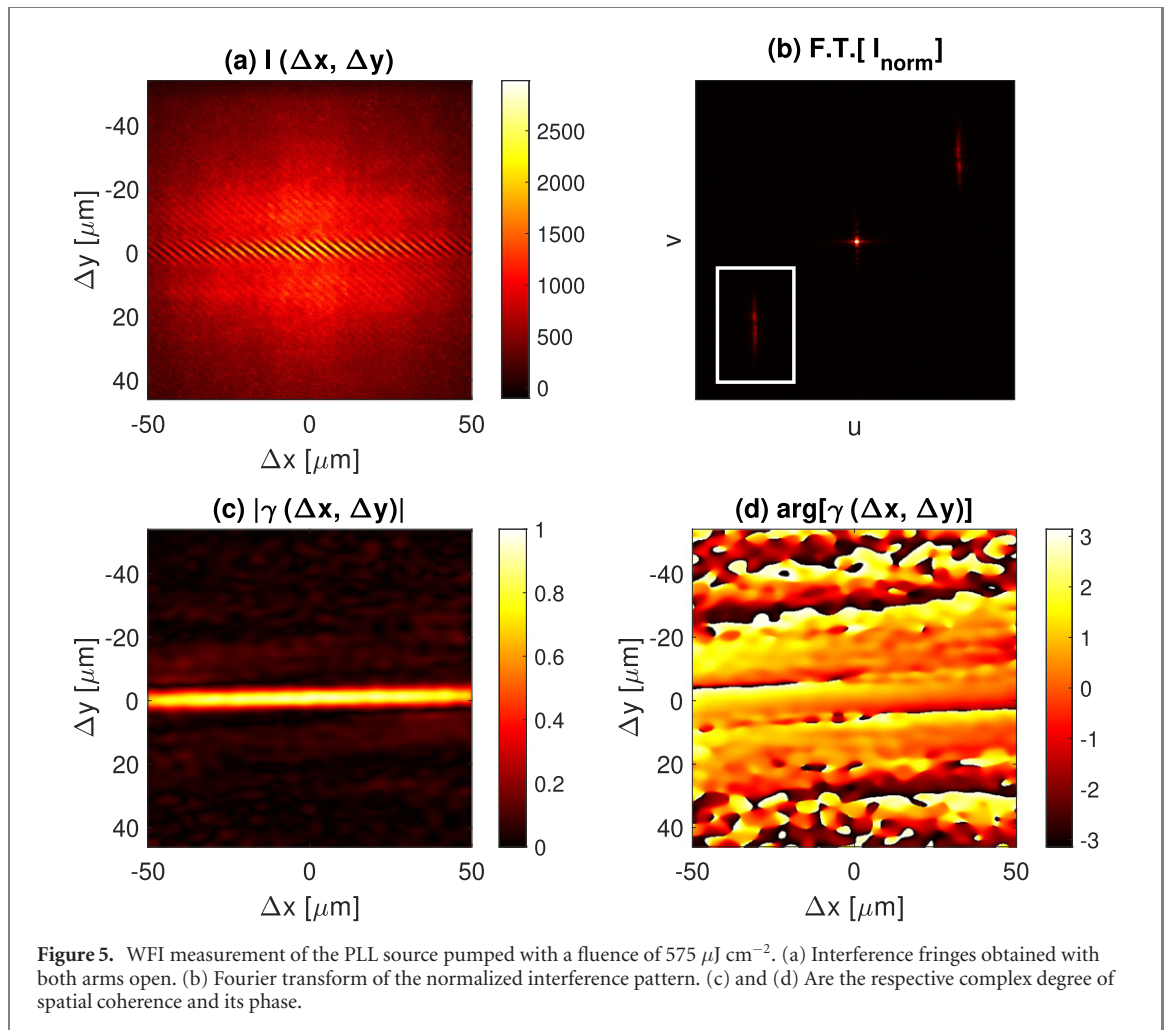 (a) I (Δx, Δy)
(b) F.T.[ I_norm]
-40
-20
0
20
40
Δy [μm]
-50
0
50
Δx [μm]
2500
2000
1500
1000
500
0
v
u
(c) |γ (Δx, Δy)|
(d) arg[γ (Δx, Δy)]
-40
-20
0
20
40
Δy [μm]
-50
0
50
Δx [μm]
1
0.8
0.6
0.4
0.2
0
-40
-20
0
20
40
Δy [μm]
-50
0
50
Δx [μm]
3
2
1
0
-1
-2
-3
Figure 5. WFI measurement of the PLL source pumped with a fluence of 575 μJ cm⁻². (a) Interference fringes obtained with
both arms open. (b) Fourier transform of the normalized interference pattern. (c) and (d) Are the respective complex degree of
spatial coherence and its phase.